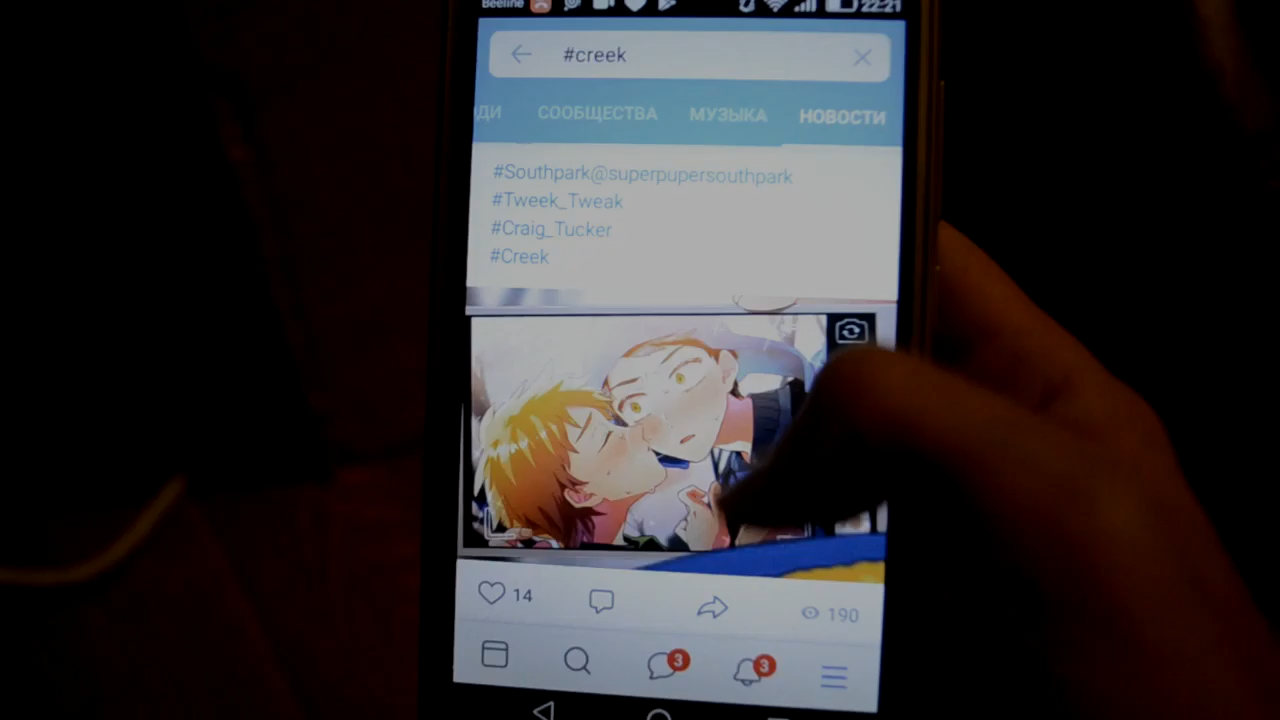 Beeline 22:21
#creek
ДИ СООБЩЕСТВА МУЗЫКА НОВОСТИ
#Southpark@superpupersouthpark
#Tweek_Tweak
#Craig_Tucker
#Creek
14 190
3 3